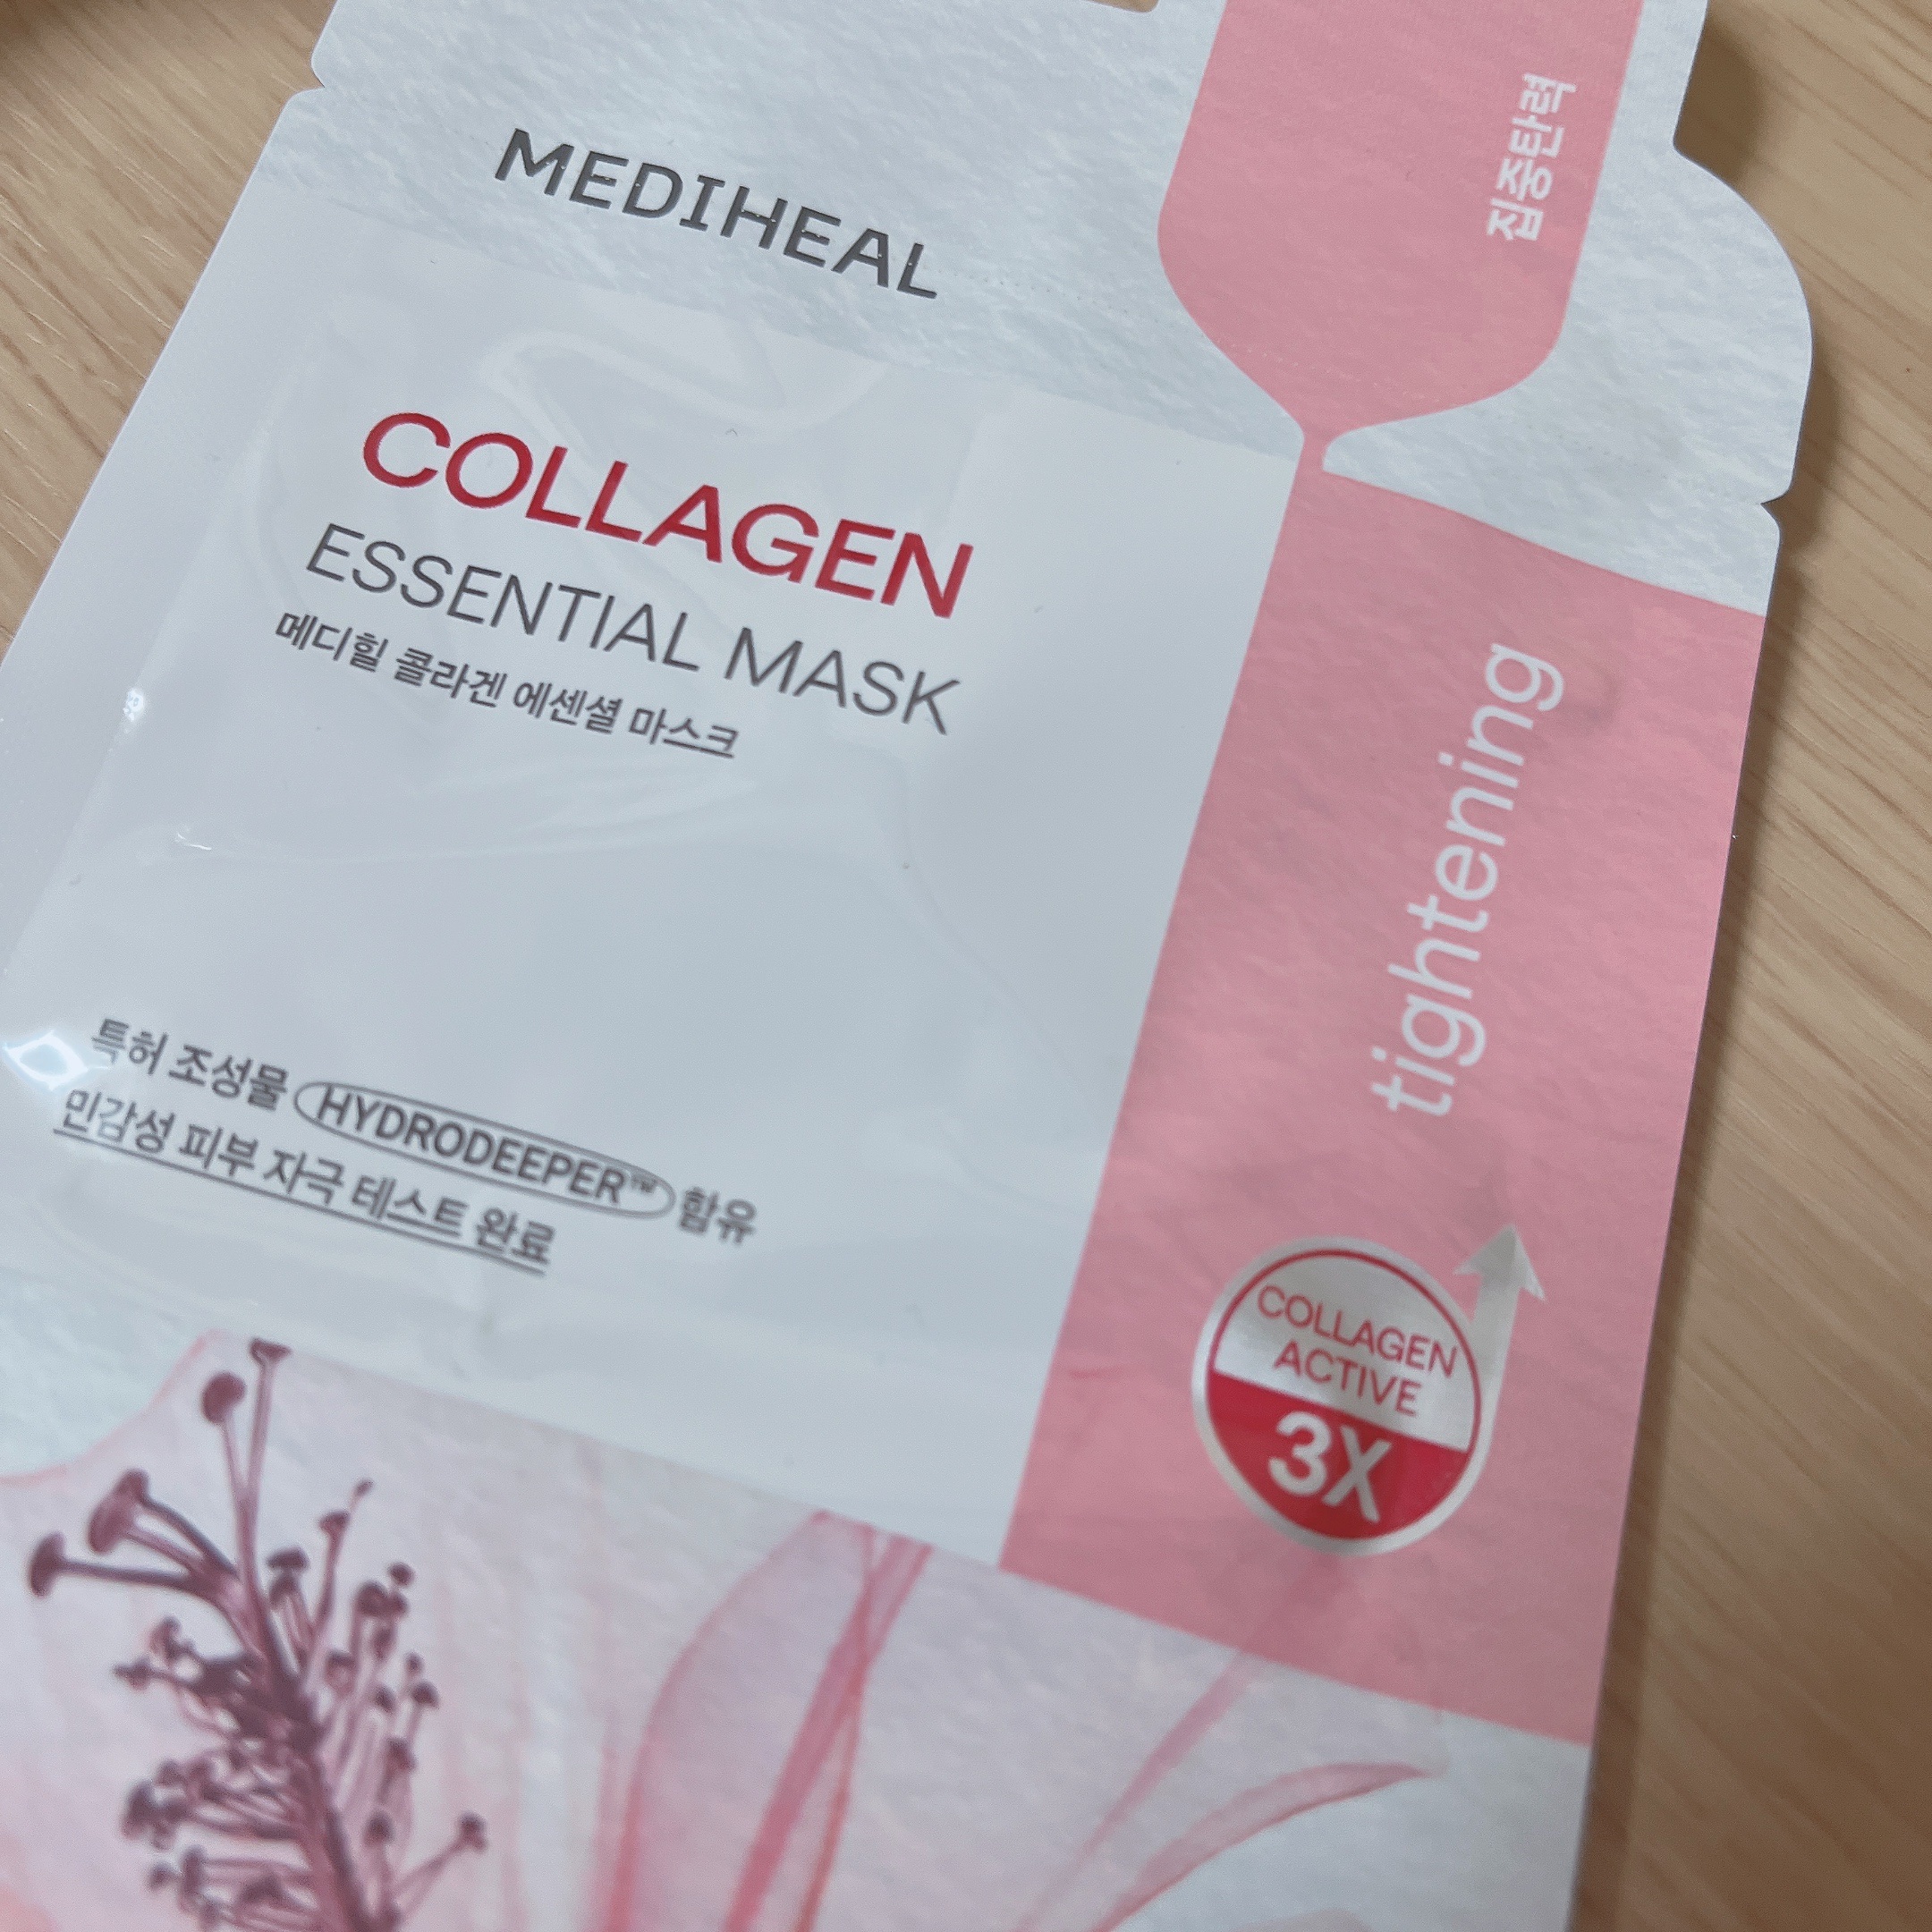 MEDIHEAL
집중탄력
COLLAGEN
ESSENTIAL MASK
메디힐 콜라겐 에센셜 마스크
tightening
특허 조성물 HYDRODEEPER™ 함유
민감성 피부 자극 테스트 완료
COLLAGEN
ACTIVE
3X